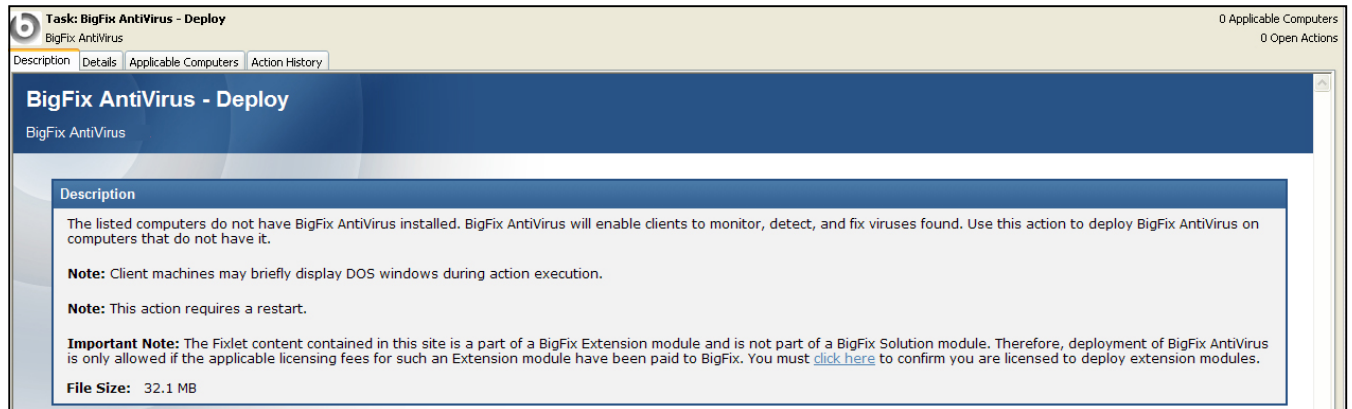 Task: BigFix AntiVirus - Deploy
0 Applicable Computers
BigFix AntiVirus
0 Open Actions
Description Details Applicable Computers Action History
BigFix AntiVirus - Deploy
BigFix AntiVirus
Description
The listed computers do not have BigFix AntiVirus installed. BigFix AntiVirus will enable clients to monitor, detect, and fix viruses found. Use this action to deploy BigFix AntiVirus on
computers that do not have it.
Note: Client machines may briefly display DOS windows during action execution.
Note: This action requires a restart.
Important Note: The Fixlet content contained in this site is a part of a BigFix Extension module and is not part of a BigFix Solution module. Therefore, deployment of BigFix AntiVirus
is only allowed if the applicable licensing fees for such an Extension module have been paid to BigFix. You must click here to confirm you are licensed to deploy extension modules.
File Size: 32.1 MB